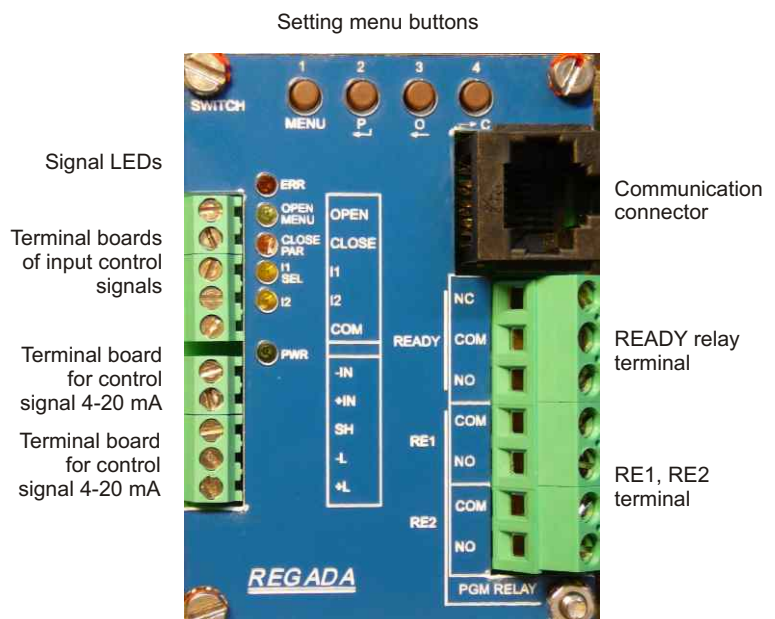 Setting menu buttons
1 2 3 4
SWITCH
MENU P O C
Signal LEDs
ERR
OPEN
MENU
CLOSE
PAR
I1
SEL
I2
PWR
OPEN
CLOSE
I1
I2
COM
-IN
+IN
SH
-L
+L
Terminal boards
of input control
signals
Terminal board
for control
signal 4-20 mA
Terminal board
for control
signal 4-20 mA
Communication
connector
READY
NC
COM
NO
READY relay
terminal
RE1
COM
NO
RE2
COM
NO
RE1, RE2
terminal
PGM RELAY
REGADA